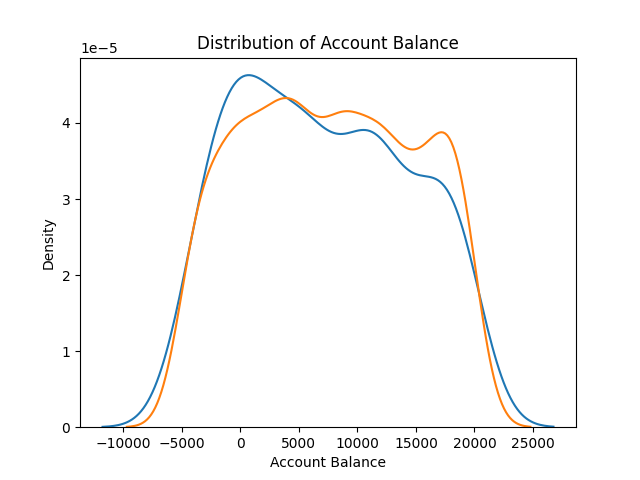 Distribution of Account Balance
1e−5
4
3
2
1
0
Density
−10000 −5000 0 5000 10000 15000 20000 25000
Account Balance